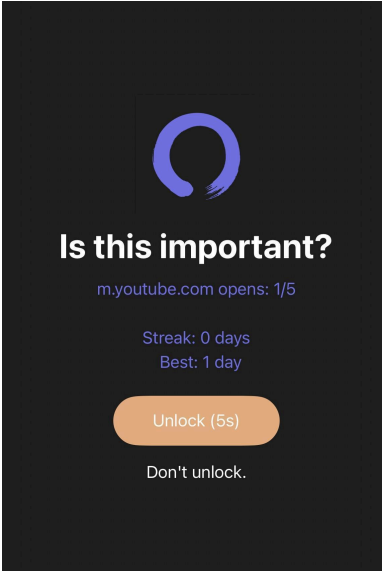 Is this important?
m.youtube.com opens: 1/5
Streak: 0 days
Best: 1 day
Unlock (5s)
Don't unlock.